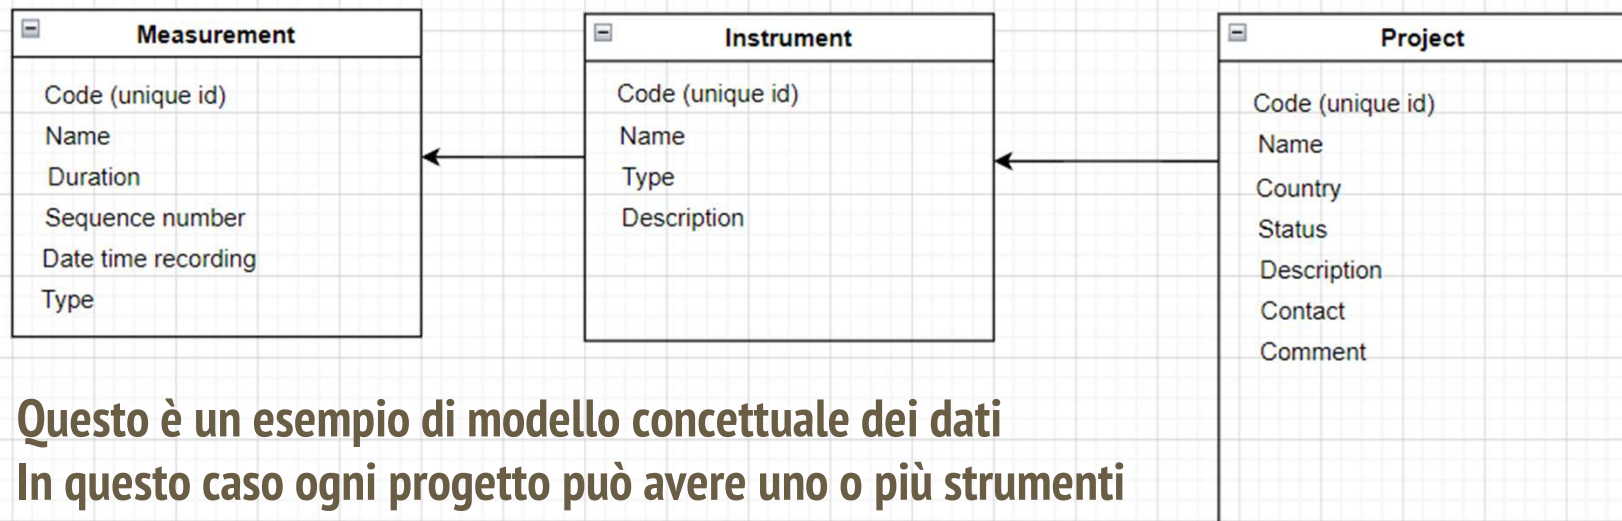 Measurement
Code (unique id)
Name
Duration
Sequence number
Date time recording
Type
Instrument
Code (unique id)
Name
Type
Description
Project
Code (unique id)
Name
Country
Status
Description
Contact
Comment
Questo è un esempio di modello concettuale dei dati
In questo caso ogni progetto può avere uno o più strumenti